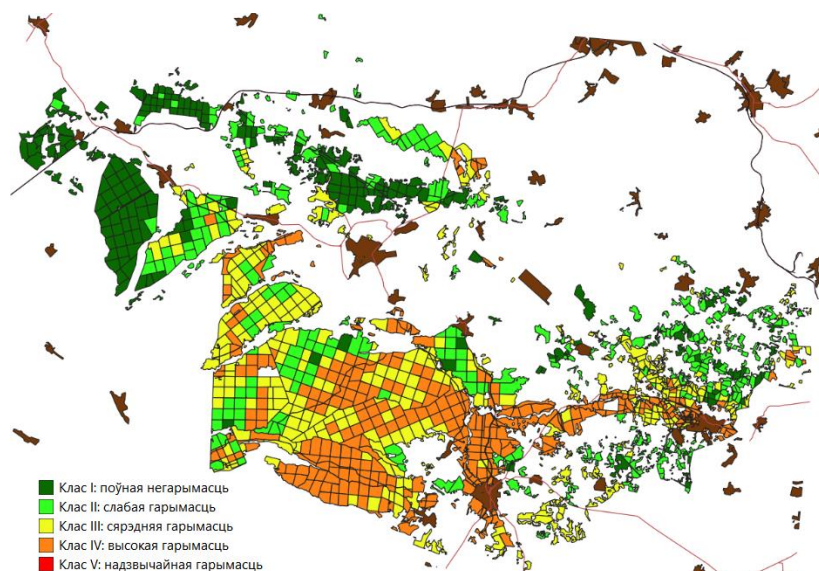 Клас I: поўная негарымасць
Клас II: слабая гарымасць
Клас III: сярэдняя гарымасць
Клас IV: высокая гарымасць
Клас V: надзвычайная гарымасць